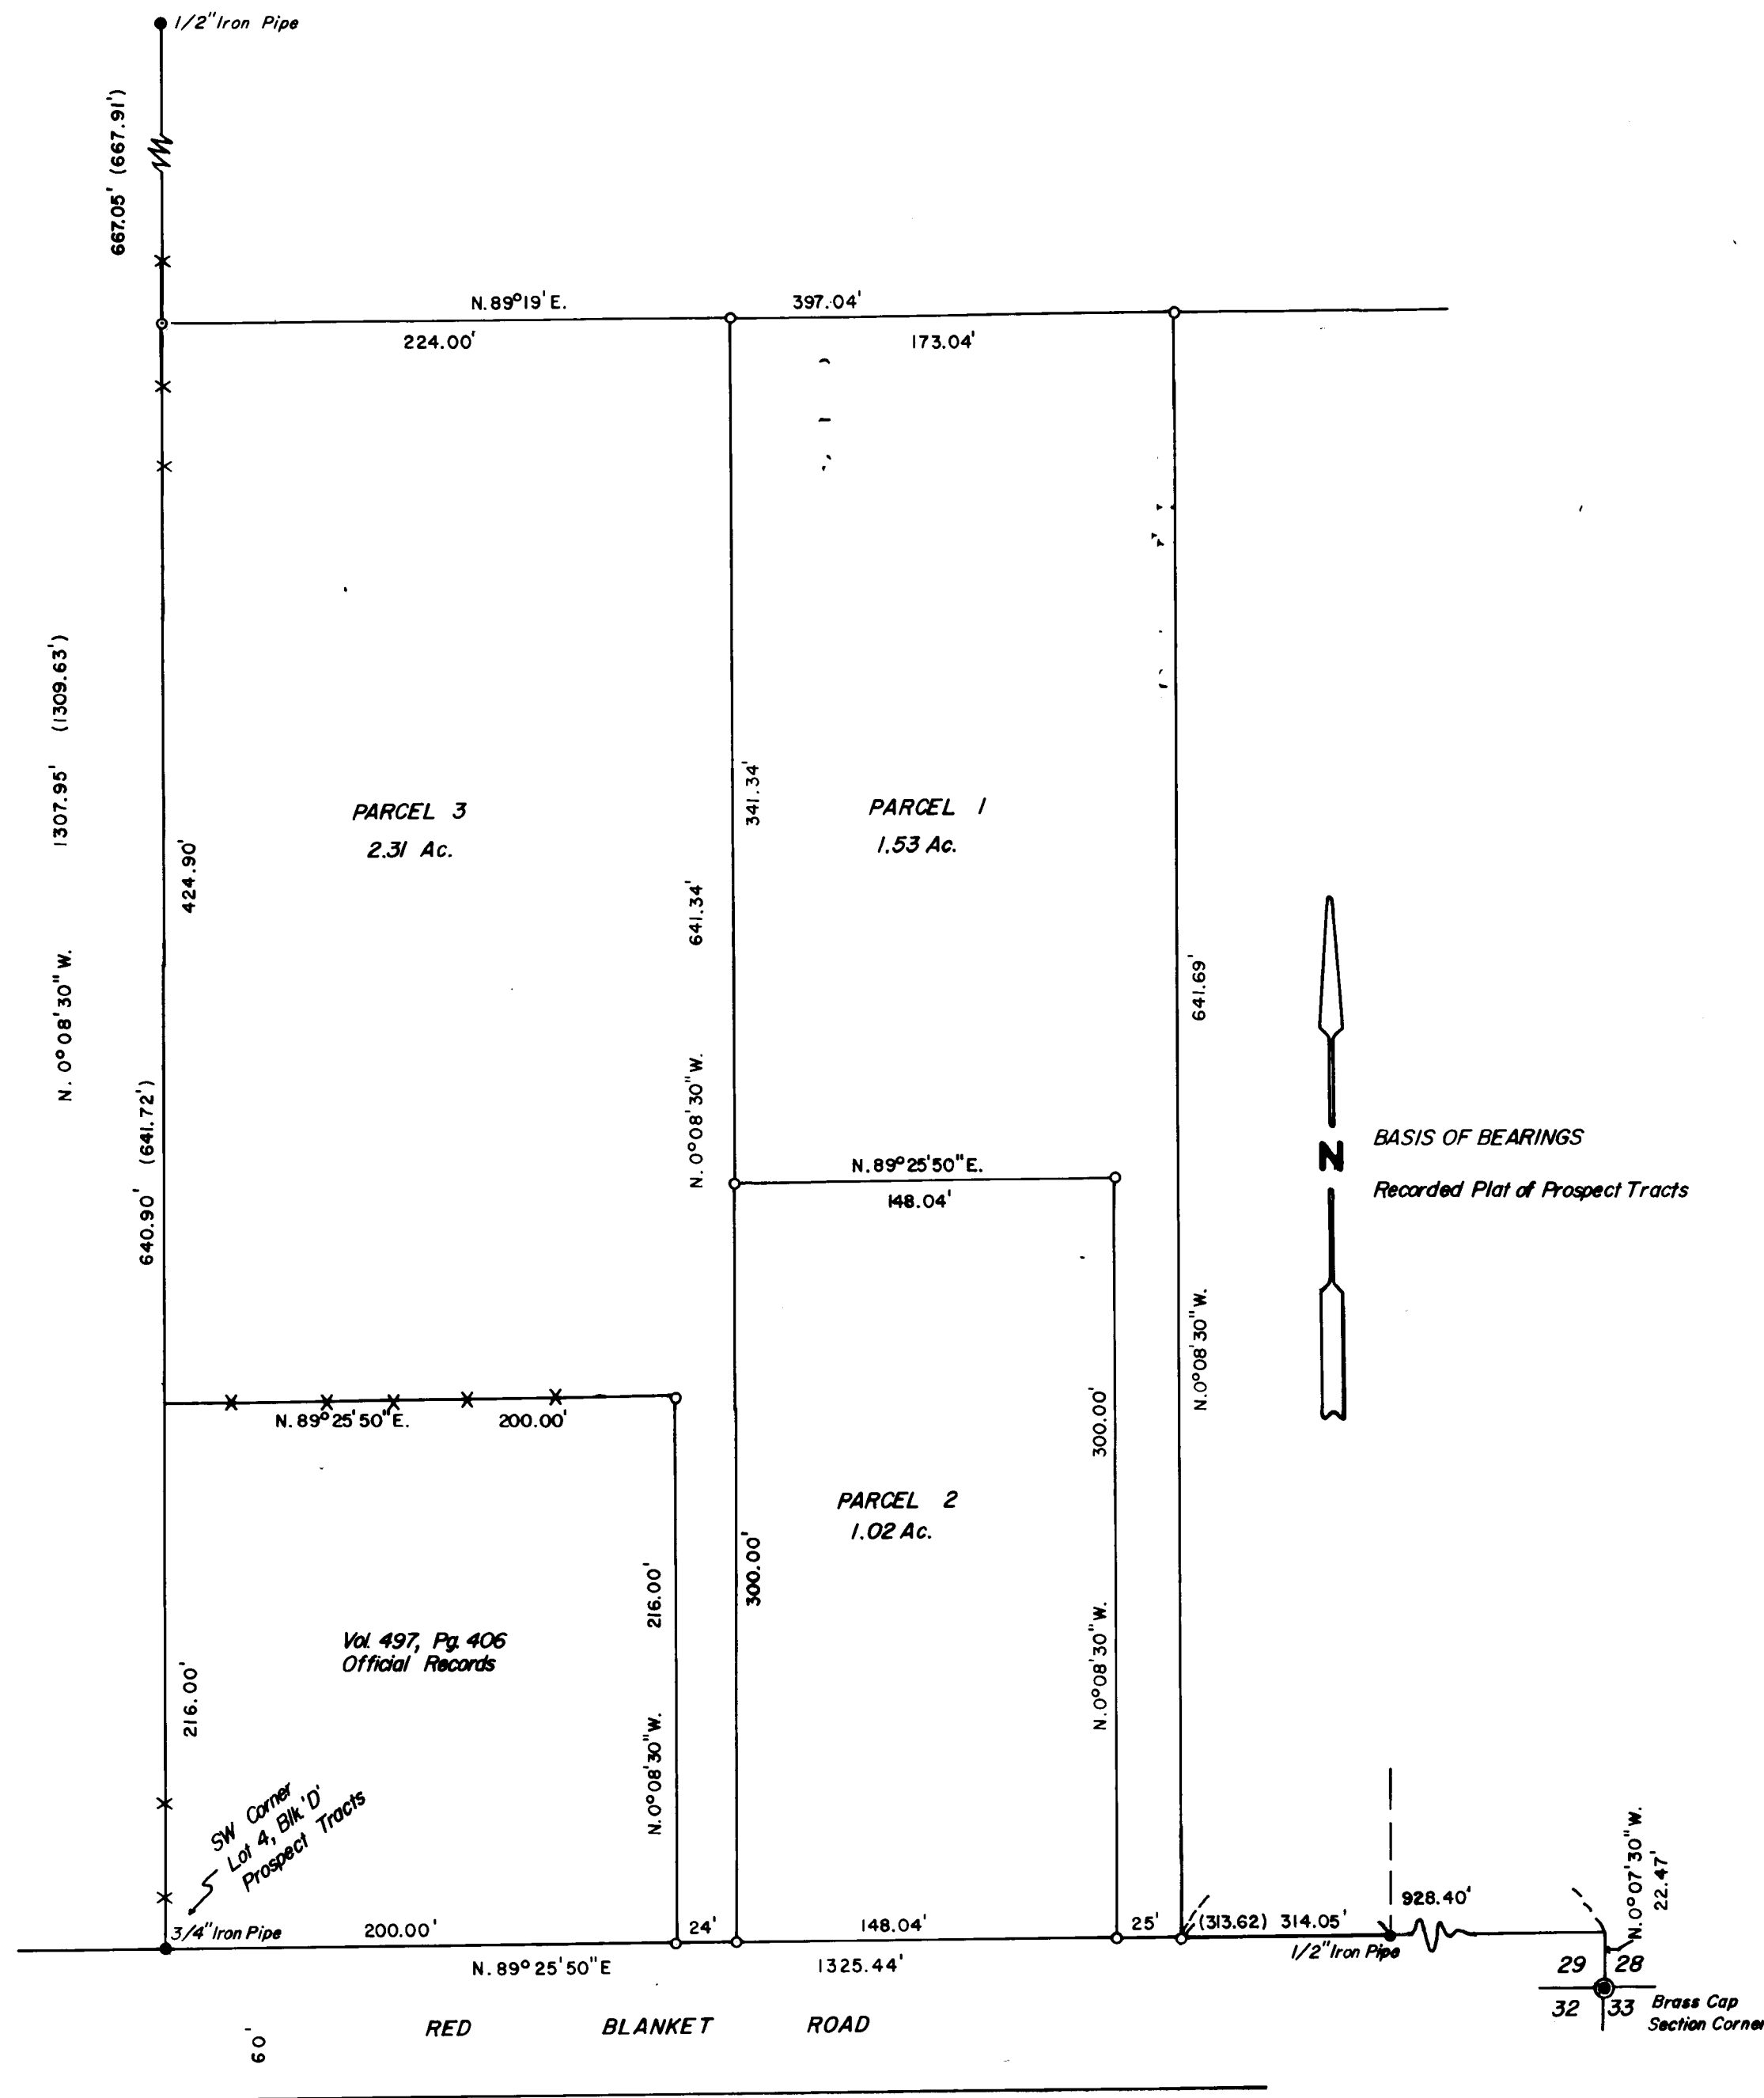 1/2" Iron Pipe
667.05' (667.91')
N. 89°19' E.
397.04'
224.00'
173.04'
N. 0°08'30" W. 1307.95' (1309.63')
PARCEL 3
2.31 Ac.
PARCEL 1
1.53 Ac.
341.34'
424.90'
N. 0°08'30" W. 641.34'
641.69'
N. 0°08'30" W.
640.90' (641.72')
N
BASIS OF BEARINGS
Recorded Plat of Prospect Tracts
N. 89°25'50" E.
148.04'
N. 89°25'50" E. 200.00'
300.00'
N. 0°08'30" W.
PARCEL 2
1.02 Ac.
300.00'
216.00'
N. 0°08'30" W.
Vol. 497, Pg. 406
Official Records
216.00'
SW Corner
Lot 4, Blk. 'D'
Prospect Tracts
3/4" Iron Pipe
200.00'
24'
148.04'
25'
(313.62) 314.05'
928.40'
N. 0°07'30" W.
22.47'
1/2" Iron Pipe
N. 89°25'50" E
1325.44'
29 28
32 33
Brass Cap
Section Corner
RED BLANKET ROAD
60'